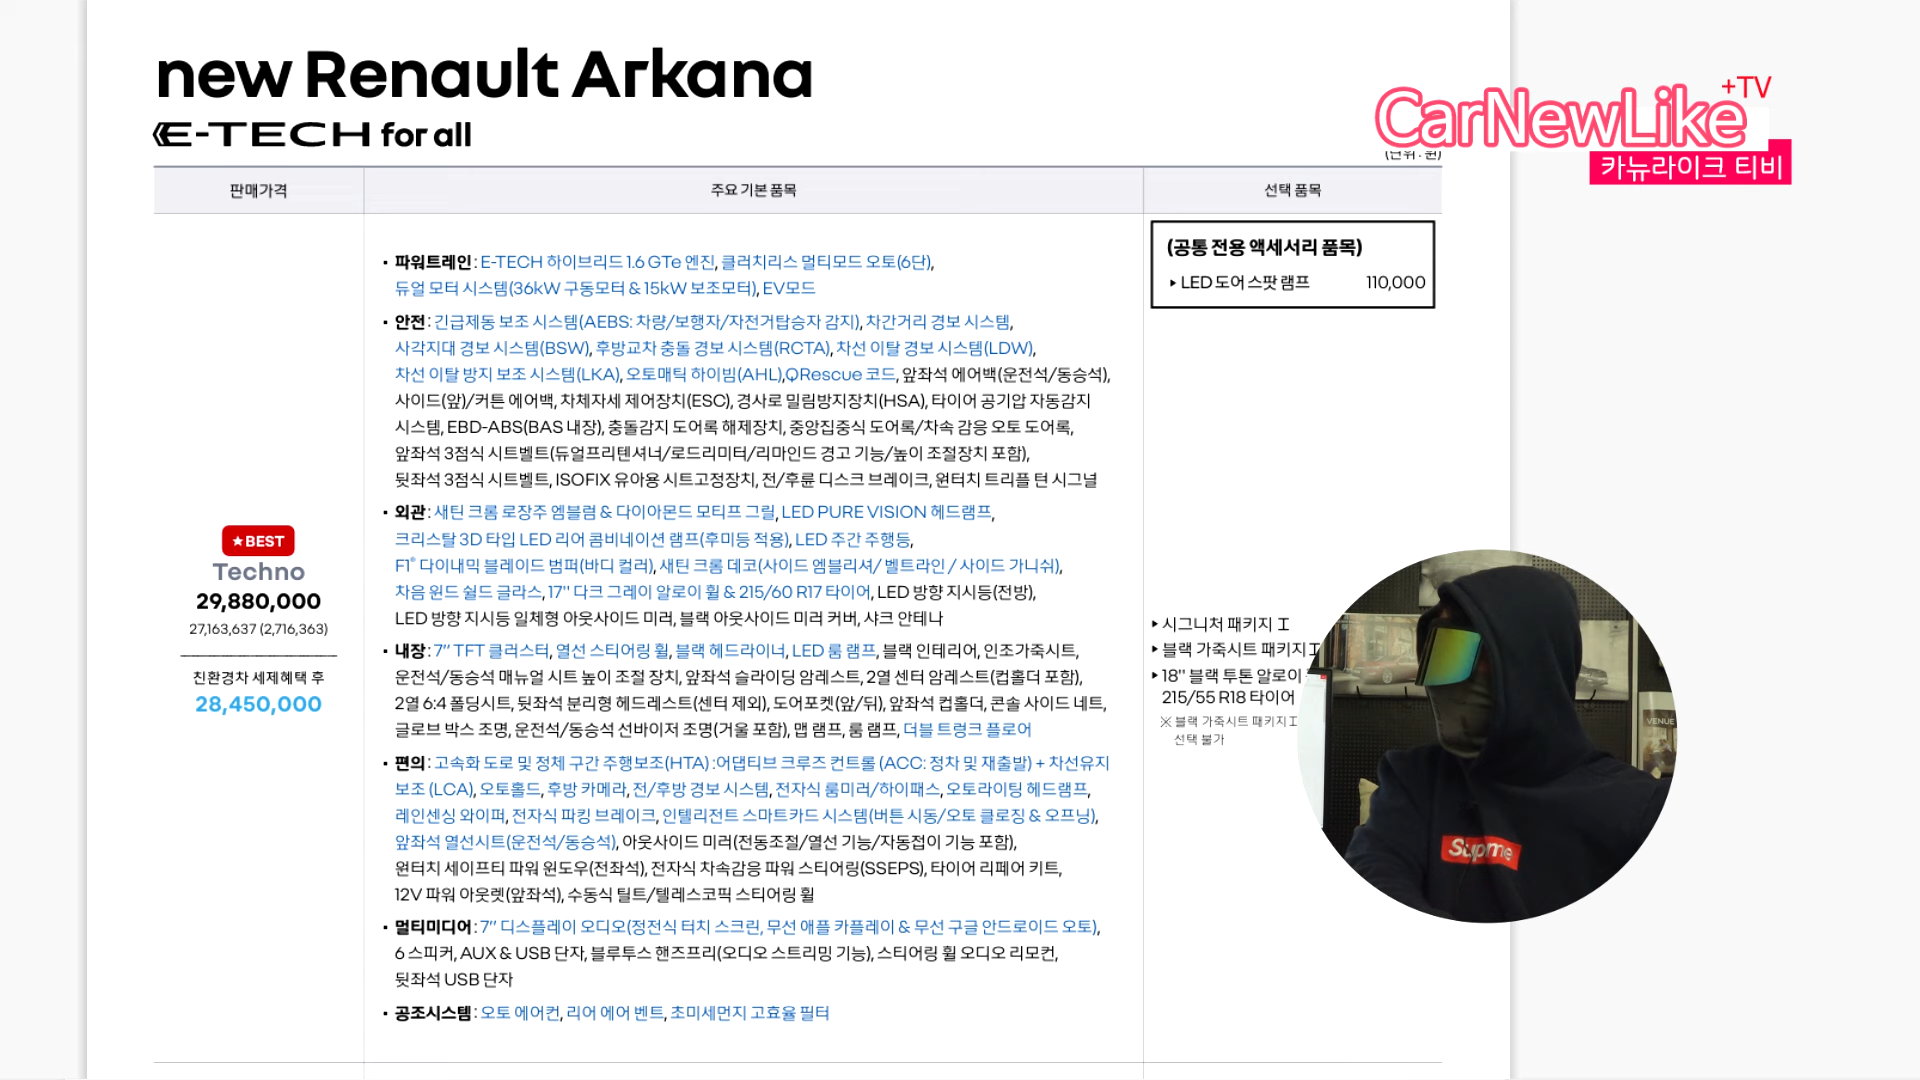 new Renault Arkana
E-TECH for all
+TV
CarNewLike
카뉴라이크 티비
(단위 : 원)
판매가격
주요 기본 품목
선택 품목
★BEST
Techno
29,880,000
27,163,637 (2,716,363)
친환경차 세제혜택 후
28,450,000
• 파워트레인 : E-TECH 하이브리드 1.6 GTe 엔진, 클러치리스 멀티모드 오토(6단),
듀얼 모터 시스템(36kW 구동모터 & 15kW 보조모터), EV모드
• 안전 : 긴급제동 보조 시스템(AEBS: 차량/보행자/자전거탑승자 감지), 차간거리 경보 시스템,
사각지대 경보 시스템(BSW), 후방교차 충돌 경보 시스템(RCTA), 차선 이탈 경보 시스템(LDW),
차선 이탈 방지 보조 시스템(LKA), 오토매틱 하이빔(AHL),QRescue 코드, 앞좌석 에어백(운전석/동승석),
사이드(앞)/커튼 에어백, 차체자세 제어장치(ESC), 경사로 밀림방지장치(HSA), 타이어 공기압 자동감지
시스템, EBD-ABS(BAS 내장), 충돌감지 도어록 해제장치, 중앙집중식 도어록/차속 감응 오토 도어록,
앞좌석 3점식 시트벨트(듀얼프리텐셔너/로드리미터/리마인드 경고 기능/높이 조절장치 포함),
뒷좌석 3점식 시트벨트, ISOFIX 유아용 시트고정장치, 전/후륜 디스크 브레이크, 원터치 트리플 턴 시그널
• 외관 : 새틴 크롬 로장주 엠블럼 & 다이아몬드 모티프 그릴, LED PURE VISION 헤드램프,
크리스탈 3D 타입 LED 리어 콤비네이션 램프(후미등 적용), LED 주간 주행등,
F1® 다이내믹 블레이드 범퍼(바디 컬러), 새틴 크롬 데코(사이드 엠블리셔/ 벨트라인 / 사이드 가니쉬),
차음 윈드 쉴드 글라스, 17" 다크 그레이 알로이 휠 & 215/60 R17 타이어, LED 방향 지시등(전방),
LED 방향 지시등 일체형 아웃사이드 미러, 블랙 아웃사이드 미러 커버, 샤크 안테나
• 내장 : 7" TFT 클러스터, 열선 스티어링 휠, 블랙 헤드라이너, LED 룸 램프, 블랙 인테리어, 인조가죽시트,
운전석/동승석 매뉴얼 시트 높이 조절 장치, 앞좌석 슬라이딩 암레스트, 2열 센터 암레스트(컵홀더 포함),
2열 6:4 폴딩시트, 뒷좌석 분리형 헤드레스트(센터 제외), 도어포켓(앞/뒤), 앞좌석 컵홀더, 콘솔 사이드 네트,
글로브 박스 조명, 운전석/동승석 선바이저 조명(거울 포함), 맵 램프, 룸 램프, 더블 트렁크 플로어
• 편의 : 고속화 도로 및 정체 구간 주행보조(HTA) :어댑티브 크루즈 컨트롤 (ACC: 정차 및 재출발) + 차선유지
보조 (LCA), 오토홀드, 후방 카메라, 전/후방 경보 시스템, 전자식 룸미러/하이패스, 오토라이팅 헤드램프,
레인센싱 와이퍼, 전자식 파킹 브레이크, 인텔리전트 스마트카드 시스템(버튼 시동/오토 클로징 & 오프닝),
앞좌석 열선시트(운전석/동승석), 아웃사이드 미러(전동조절/열선 기능/자동접이 기능 포함),
원터치 세이프티 파워 윈도우(전좌석), 전자식 차속감응 파워 스티어링(SSEPS), 타이어 리페어 키트,
12V 파워 아웃렛(앞좌석), 수동식 틸트/텔레스코픽 스티어링 휠
• 멀티미디어 : 7" 디스플레이 오디오(정전식 터치 스크린, 무선 애플 카플레이 & 무선 구글 안드로이드 오토),
6 스피커, AUX & USB 단자, 블루투스 핸즈프리(오디오 스트리밍 기능), 스티어링 휠 오디오 리모컨,
뒷좌석 USB 단자
• 공조시스템 : 오토 에어컨, 리어 에어 벤트, 초미세먼지 고효율 필터
(공통 전용 액세서리 품목)
▸ LED 도어 스팟 램프 110,000
▸ 시그니처 패키지 Ⅰ
▸ 블랙 가죽시트 패키지Ⅰ
▸ 18" 블랙 투톤 알로이
215/55 R18 타이어
※ 블랙 가죽시트 패키지Ⅰ
선택 불가
VENUE
Supme